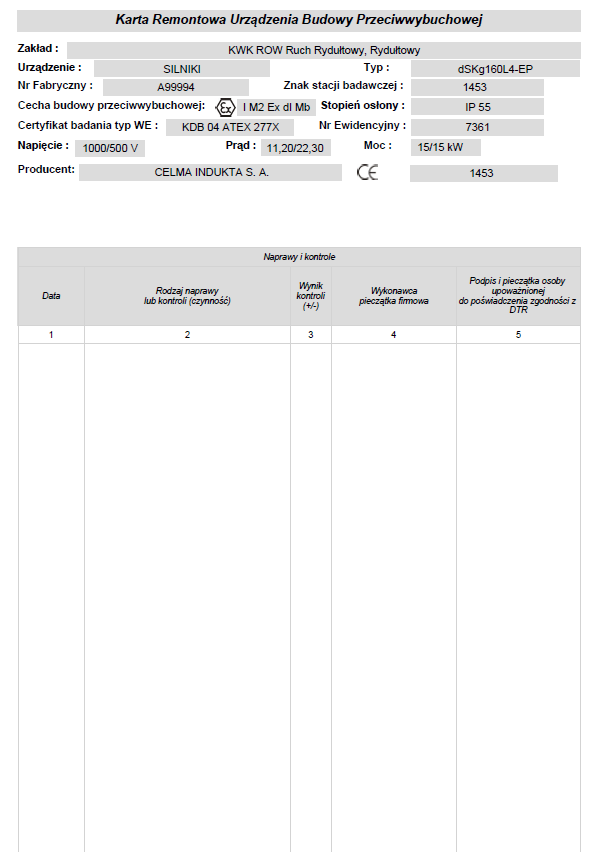 Karta Remontowa Urządzenia Budowy Przeciwwybuchowej
Zakład : KWK ROW Ruch Rydułtowy, Rydułtowy
Urządzenie : SILNIKI Typ : dSKg160L4-EP
Nr Fabryczny : A99994 Znak stacji badawczej : 1453
Cecha budowy przeciwwybuchowej: Ex I M2 Ex dI Mb Stopień osłony : IP 55
Certyfikat badania typ WE : KDB 04 ATEX 277X Nr Ewidencyjny : 7361
Napięcie : 1000/500 V Prąd : 11,20/22,30 Moc : 15/15 kW
Producent: CELMA INDUKTA S. A. CE 1453
Naprawy i kontrole
Data
Rodzaj naprawy
lub kontroli (czynność)
Wynik
kontroli
(+/-)
Wykonawca
pieczątka firmowa
Podpis i pieczątka osoby
upoważnionej
do poświadczenia zgodności z
DTR
1 2 3 4 5